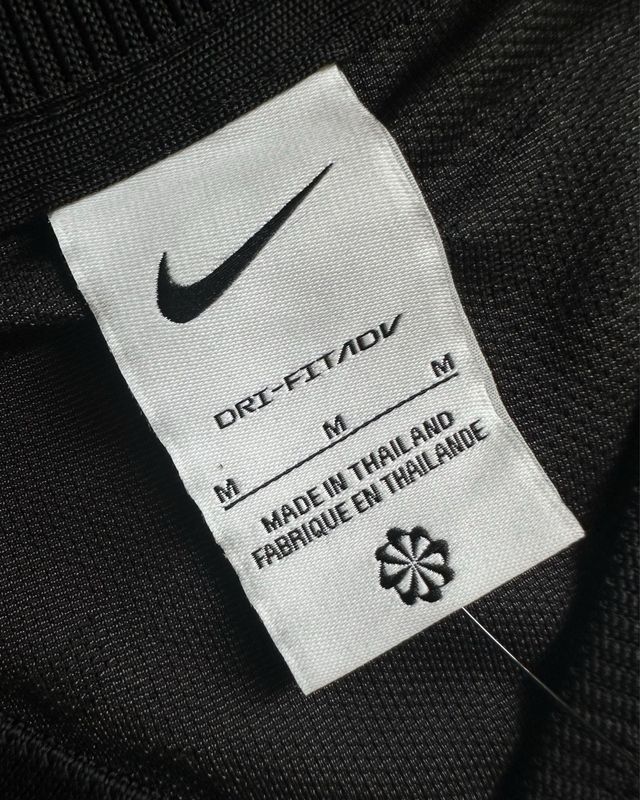 DRI-FIT ADV
M M M
MADE IN THAILAND
FABRIQUE EN THAILANDE